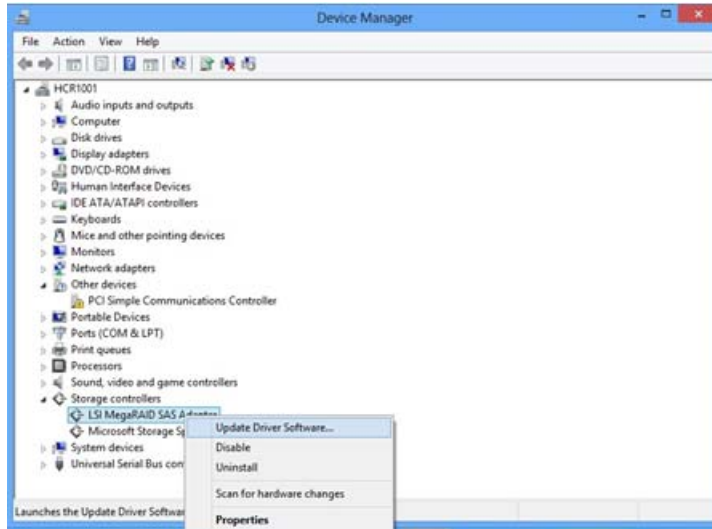 Device Manager
File Action View Help
HCR1001
Audio inputs and outputs
Computer
Disk drives
Display adapters
DVD/CD-ROM drives
Human Interface Devices
IDE ATA/ATAPI controllers
Keyboards
Mice and other pointing devices
Monitors
Network adapters
Other devices
PCI Simple Communications Controller
Portable Devices
Ports (COM & LPT)
Print queues
Processors
Sound, video and game controllers
Storage controllers
LSI MegaRAID SAS Adapter
Microsoft Storage Sp
System devices
Universal Serial Bus con
Update Driver Software...
Disable
Uninstall
Scan for hardware changes
Properties
Launches the Update Driver Softwar